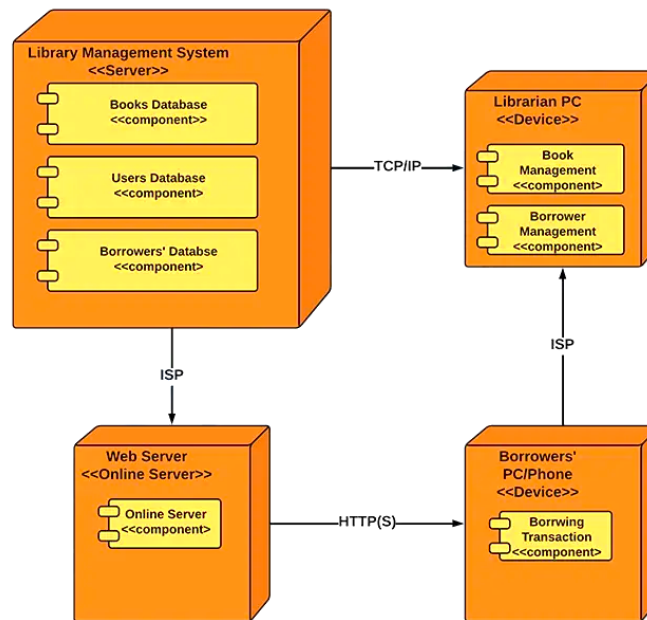 Library Management System
<<Server>>
Books Database
<<component>>
Users Database
<<component>
Borrowers' Databse
<<component>
TCP/IP
Librarian PC
<<Device>>
Book
Management
<<component>
Borrower
Management
<<component>
ISP
ISP
Web Server
<<Online Server>>
Online Server
<<component>
HTTP(S)
Borrowers'
PC/Phone
<<Device>>
Borrwing
Transaction
<<component>